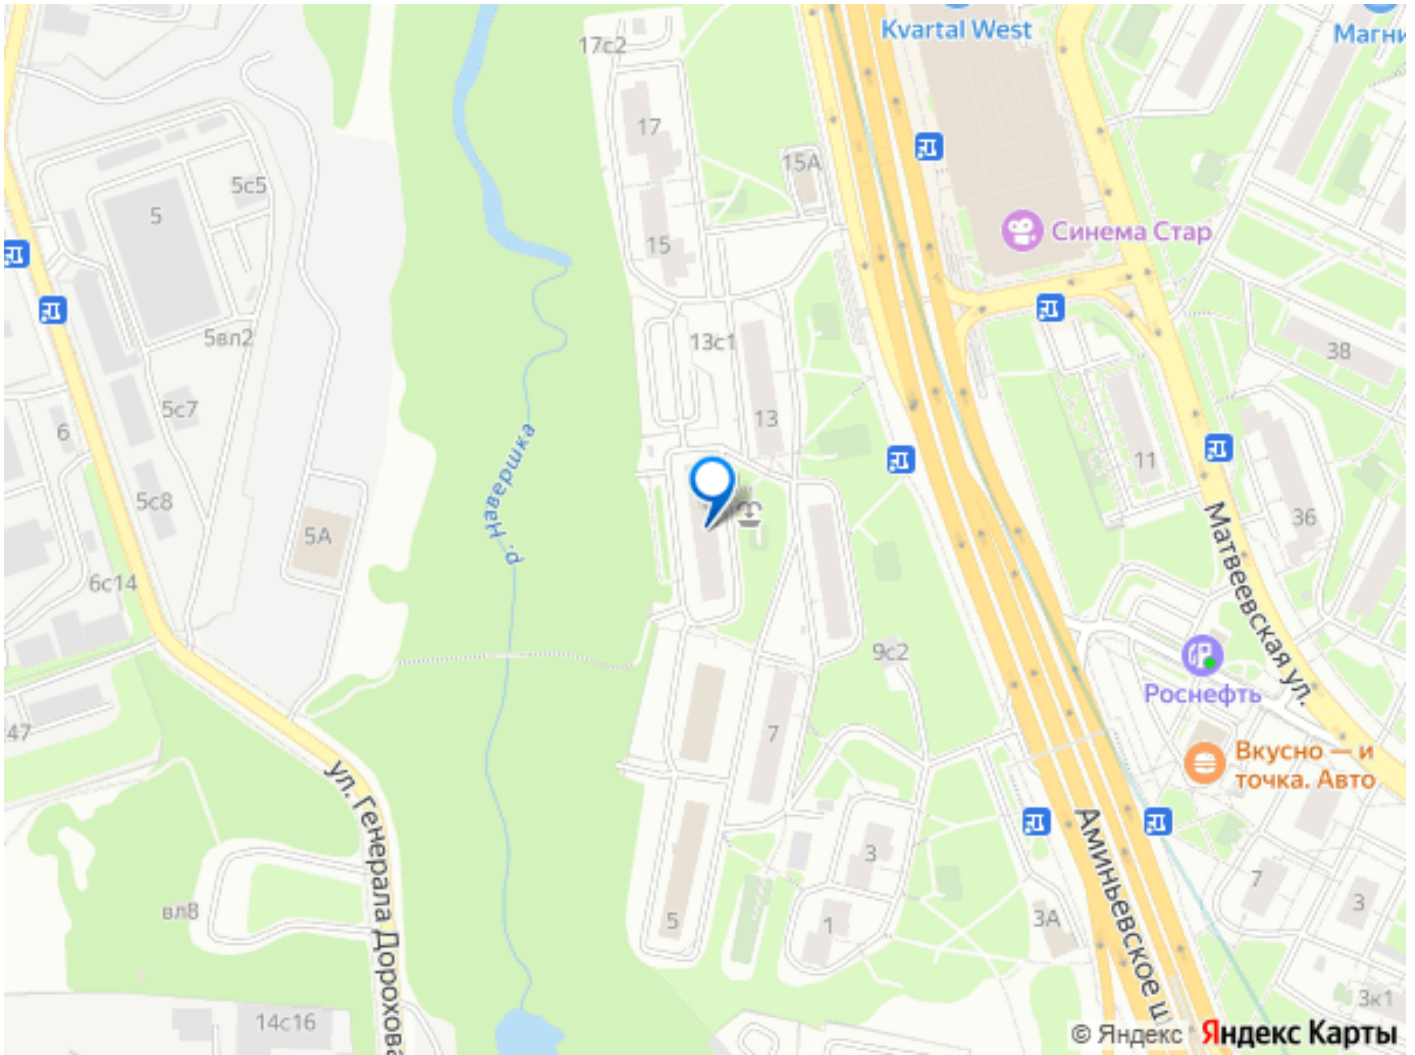 Kvartal West
Магни
17с2
17
15А
5с5
5
Синема Стар
15
5вл2
13с1
38
5с7
13
6
р. Навершка
11
5с8
36
5А
Матвеевская ул.
6с14
9с2
Роснефть
47
7
Вкусно — и
точка. Авто
ул. Генерала Дорохова
Аминьевское ш
3
7
вл8
5
1
3А
3
3к1
14с16
© Яндекс Яндекс Карты